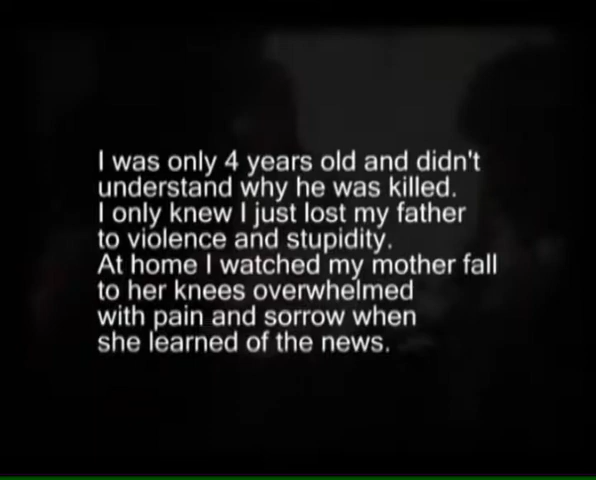 I was only 4 years old and didn't
understand why he was killed.
I only knew I just lost my father
to violence and stupidity.
At home I watched my mother fall
to her knees overwhelmed
with pain and sorrow when
she learned of the news.